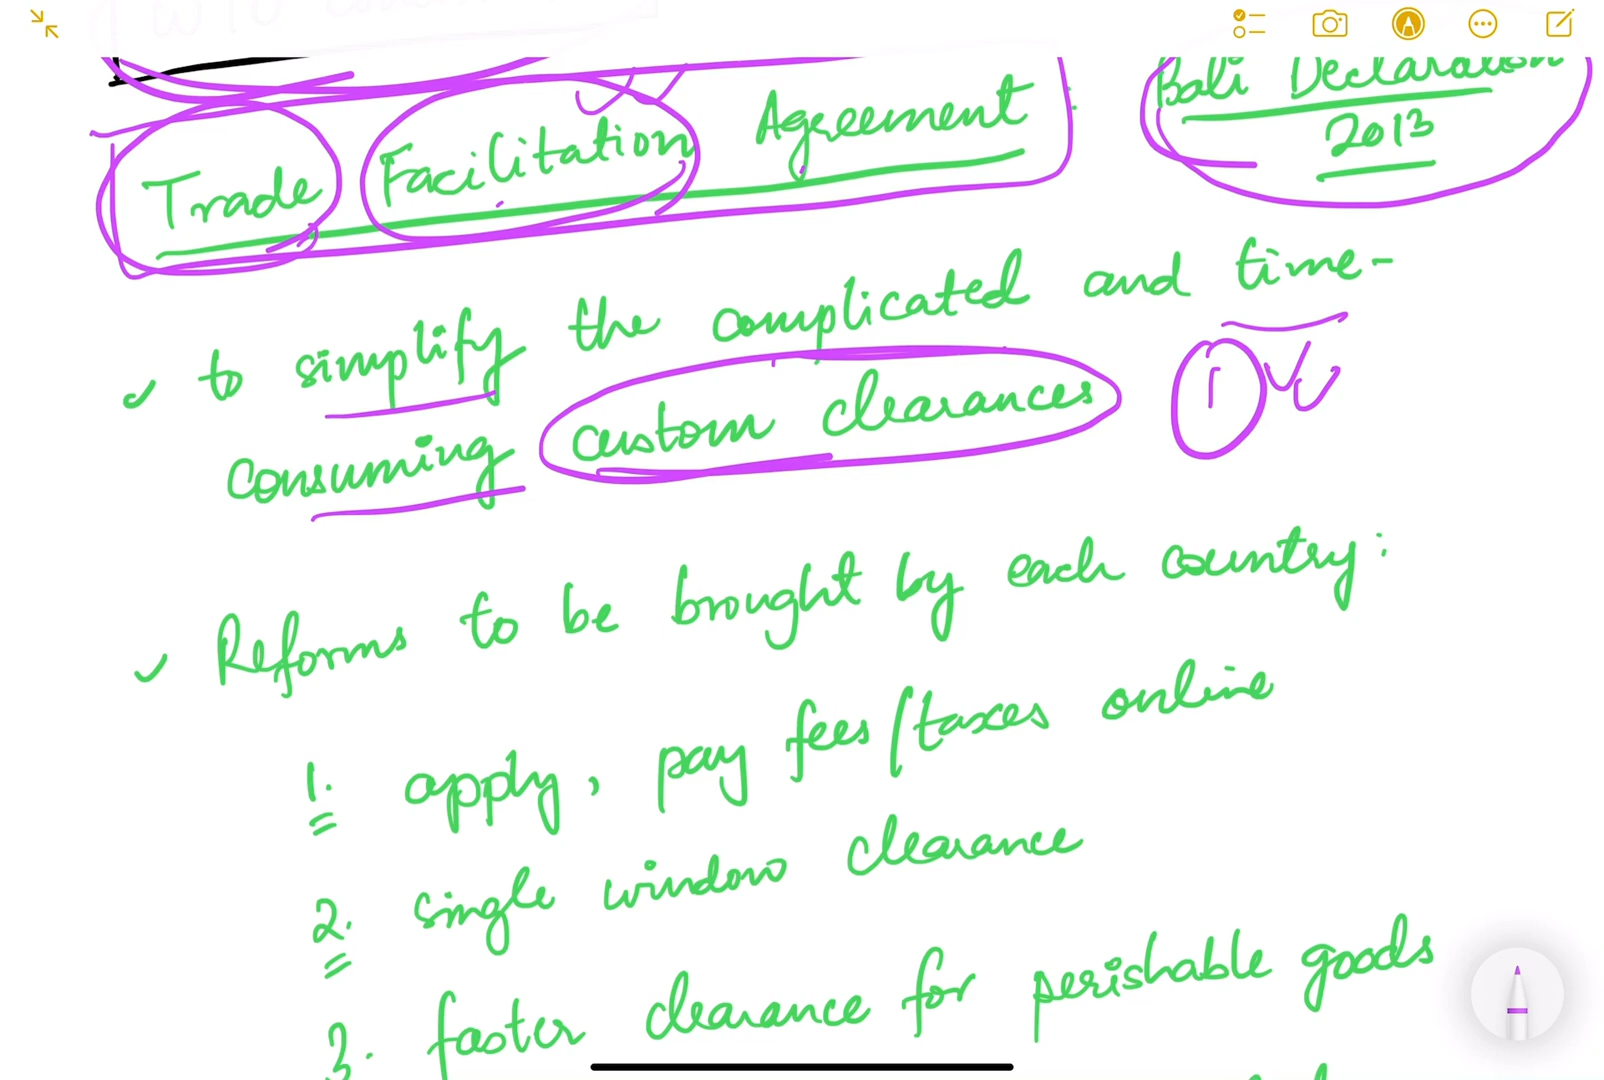 Bali Declaration
Trade Facilitation Agreement :
2013
✓ to simplify the complicated and time-
consuming custom clearances ①
✓ Reforms to be brought by each country:
1. apply, pay fees/taxes online
2. single window clearance
3. faster clearance for perishable goods